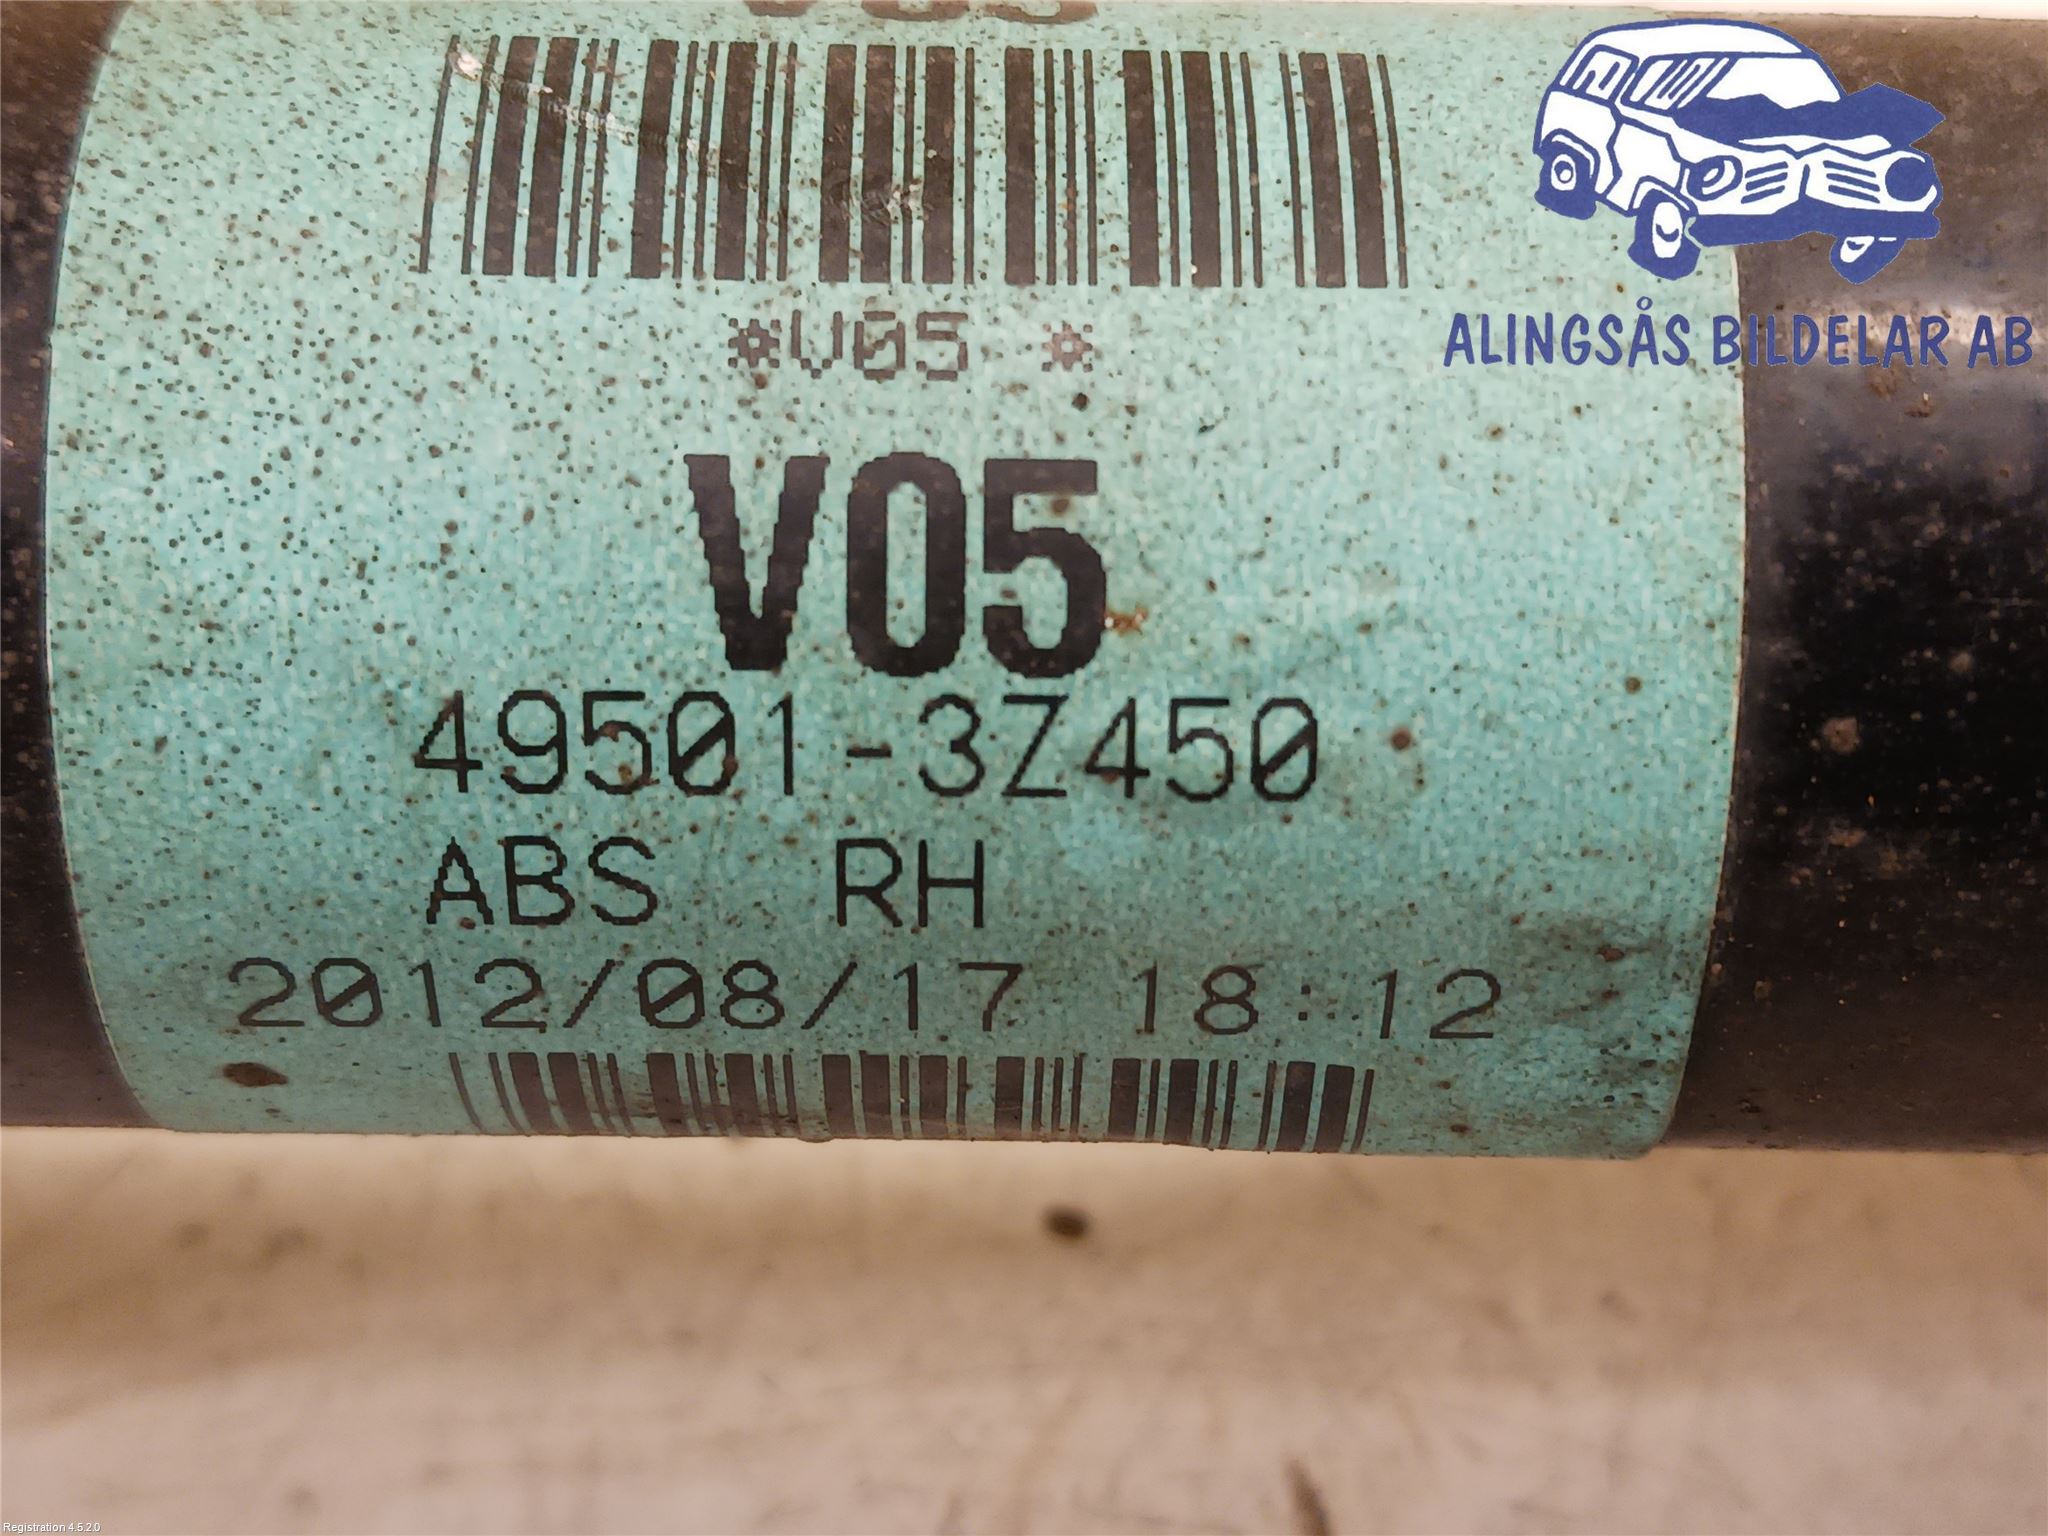 ALINGSÅS BILDELAR AB
*V05 *
V05
49501-3Z450
ABS RH
2012/08/17 18:12
Registration 4.5.2.0